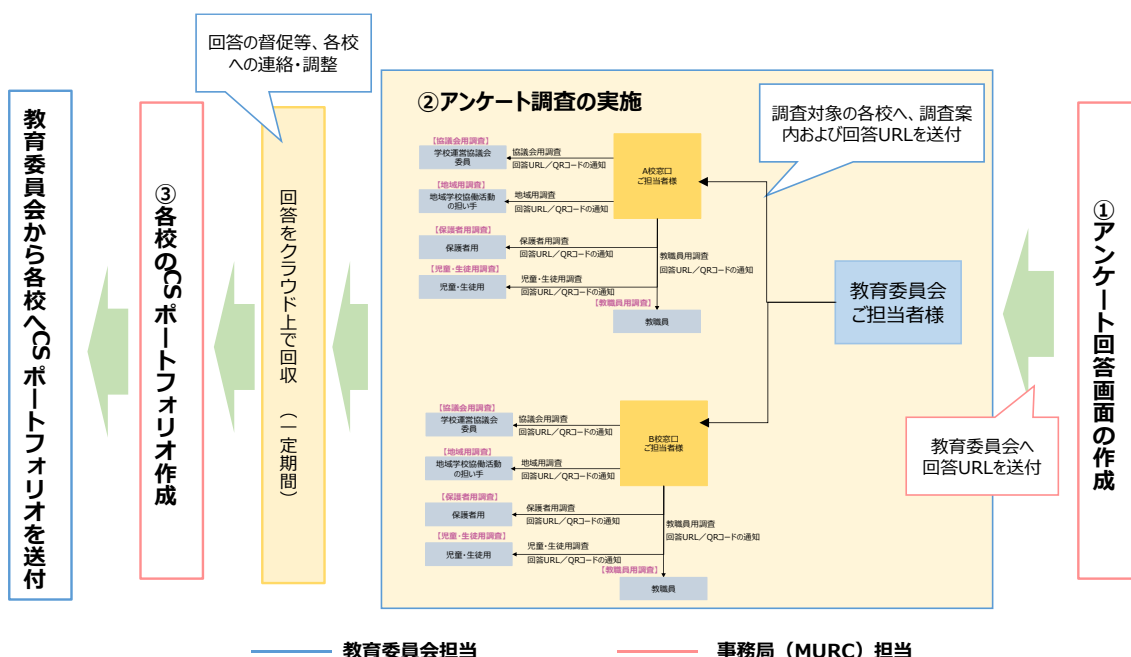 ①アンケート回答画面の作成
教育委員会へ
回答URLを送付
②アンケート調査の実施
調査対象の各校へ、調査案
内および回答URLを送付
教育委員会
ご担当者様
A校窓口
ご担当者様
【協議会用調査】
学校運営協議会
委員
協議会用調査
回答URL/QRコードの通知
【地域用調査】
地域学校協働活動
の担い手
地域用調査
回答URL/QRコードの通知
【保護者用調査】
保護者用
保護者用調査
回答URL/QRコードの通知
【児童・生徒用調査】
児童・生徒用
児童・生徒用調査
回答URL/QRコードの通知
教職員用調査
回答URL/QRコードの通知
【教職員用調査】
教職員
B校窓口
ご担当者様
【協議会用調査】
学校運営協議会
委員
協議会用調査
回答URL/QRコードの通知
【地域用調査】
地域学校協働活動
の担い手
地域用調査
回答URL/QRコードの通知
【保護者用調査】
保護者用
保護者用調査
回答URL/QRコードの通知
【児童・生徒用調査】
児童・生徒用
児童・生徒用調査
回答URL/QRコードの通知
教職員用調査
回答URL/QRコードの通知
【教職員用調査】
教職員
回答の督促等、各校
への連絡・調整
回答をクラウド上で回収 (一定期間)
③各校のCSポートフォリオ作成
教育委員会から各校へCSポートフォリオを送付
教育委員会担当
事務局(MURC)担当